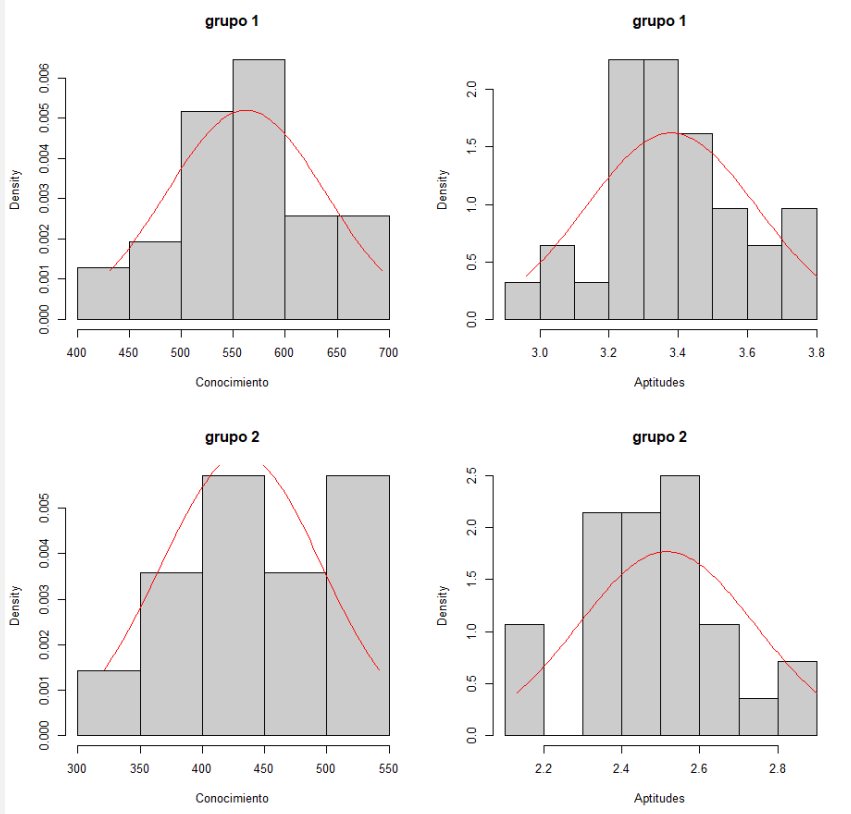 grupo 1
Density
0.000 0.001 0.002 0.003 0.004 0.005 0.006
400 450 500 550 600 650 700
Conocimiento
grupo 1
Density
0.0 0.5 1.0 1.5 2.0
3.0 3.2 3.4 3.6 3.8
Aptitudes
grupo 2
Density
0.000 0.001 0.002 0.003 0.004 0.005
300 350 400 450 500 550
Conocimiento
grupo 2
Density
0.0 0.5 1.0 1.5 2.0 2.5
2.2 2.4 2.6 2.8
Aptitudes